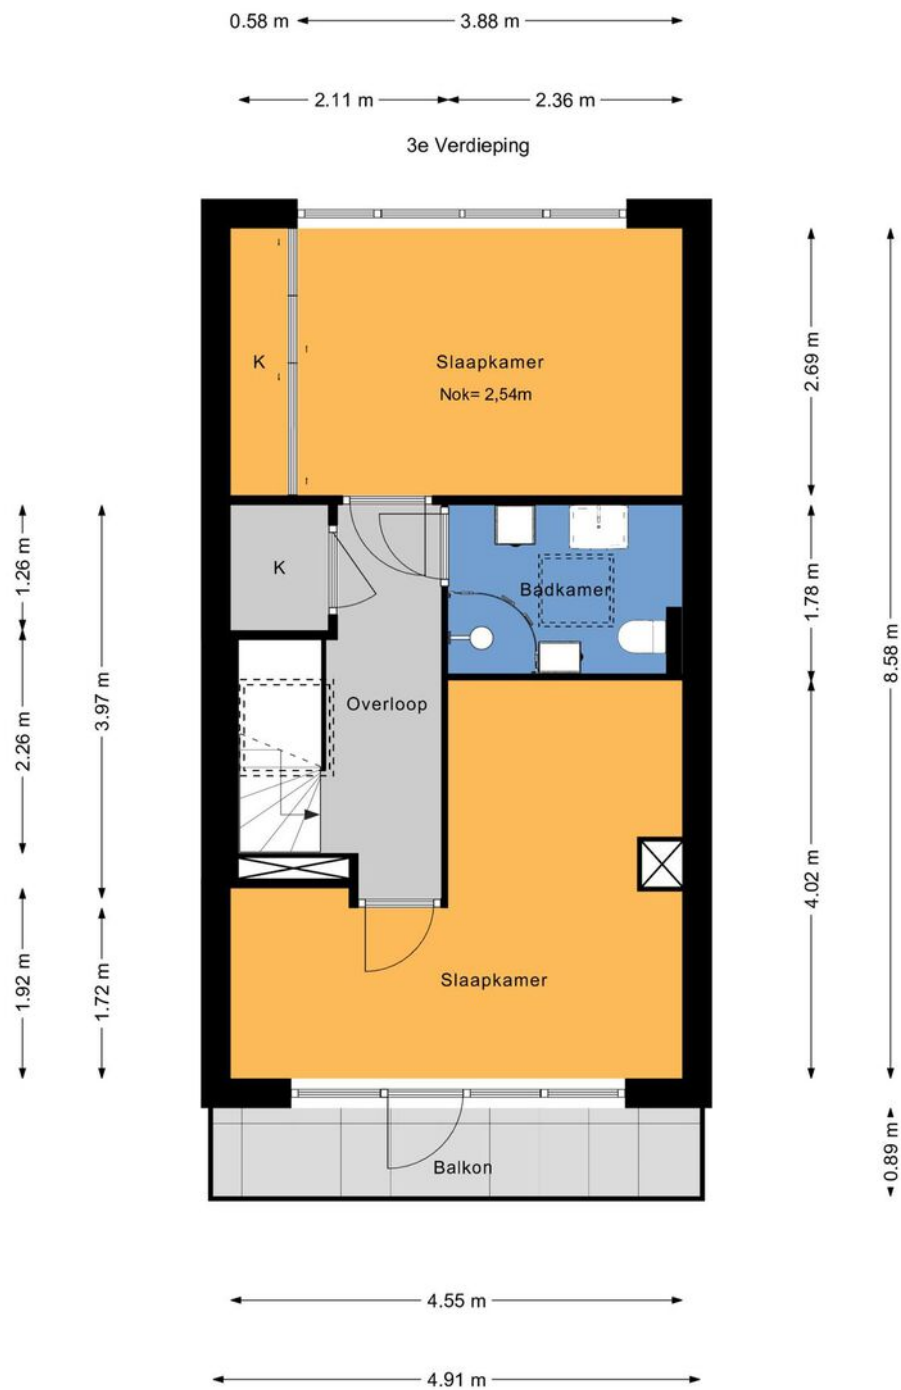 0.58 m
3.88 m
2.11 m
2.36 m
3e Verdieping
K
Slaapkamer
Nok= 2,54m
2.69 m
K
1.26 m
Badkamer
1.78 m
8.58 m
Overloop
3.97 m
2.26 m
4.02 m
Slaapkamer
1.92 m
1.72 m
Balkon
0.89 m
4.55 m
4.91 m